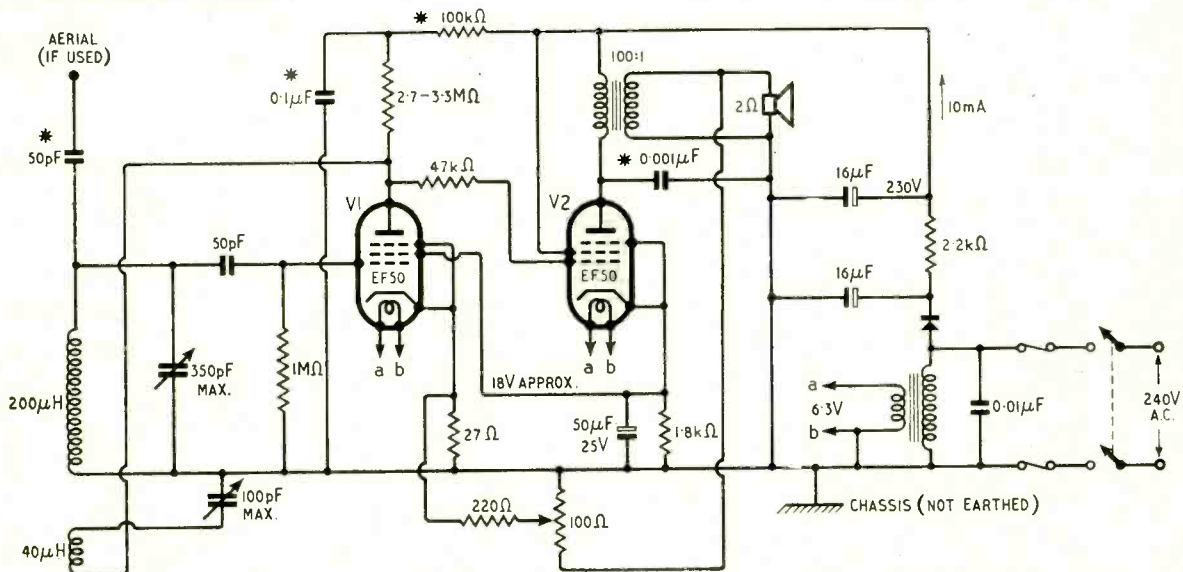 AERIAL
(IF USED)
* 50pF
* 0·1μF
* 100kΩ
2·7–3·3MΩ
47kΩ
V1
EF50
a b
50pF
350pF
MAX.
1MΩ
200μH
100pF
MAX.
40μH
27Ω
220Ω
100Ω
18V APPROX.
50μF
25V
1·8kΩ
V2
EF50
a b
100:1
* 0·001μF
2Ω
10mA
16μF
230V
2·2kΩ
16μF
a
6·3V
b
0·01μF
240V
A.C.
CHASSIS (NOT EARTHED)